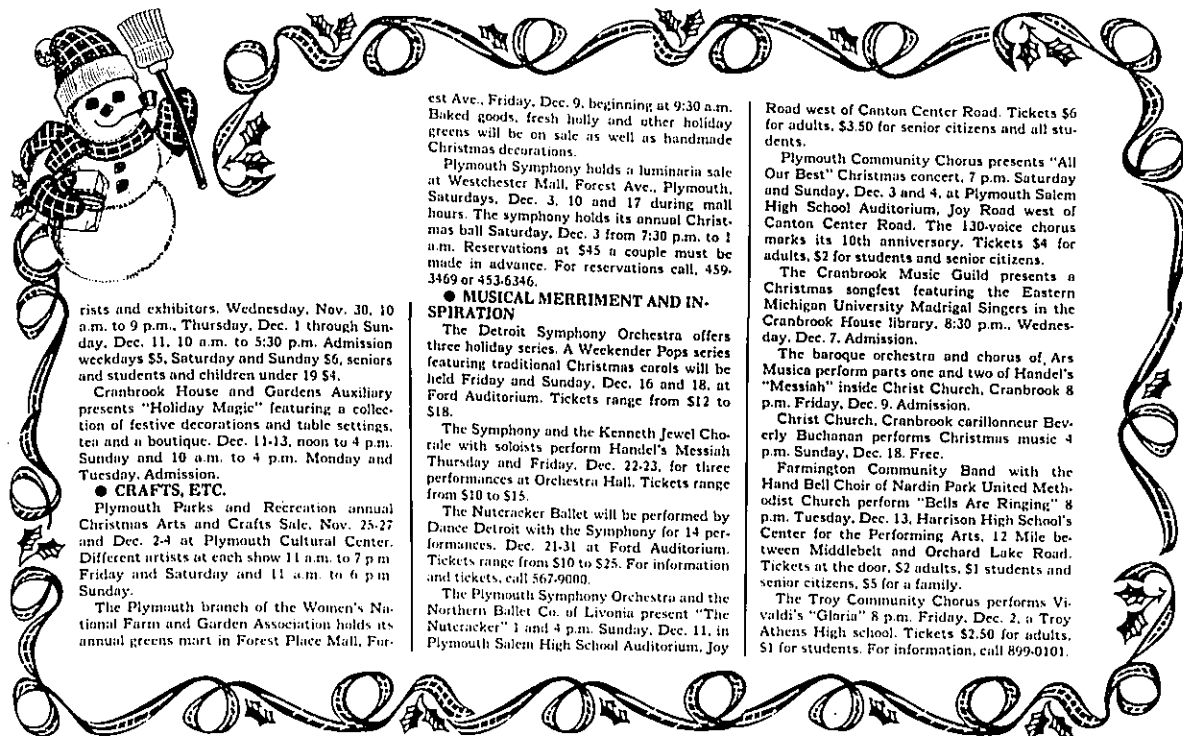 rists and exhibitors, Wednesday, Nov. 30, 10
a.m. to 9 p.m., Thursday, Dec. 1 through Sun-
day, Dec. 11, 10 a.m. to 5:30 p.m. Admission
weekdays $5, Saturday and Sunday $6, seniors
and students and children under 19 $4.
Cranbrook House and Gardens Auxiliary
presents "Holiday Magic" featuring a collec-
tion of festive decorations and table settings,
tea and a boutique. Dec. 11-13, noon to 4 p.m.
Sunday and 10 a.m. to 4 p.m. Monday and
Tuesday. Admission.
● CRAFTS, ETC.
Plymouth Parks and Recreation annual
Christmas Arts and Crafts Sale, Nov. 25-27
and Dec. 2-4 at Plymouth Cultural Center.
Different artists at each show 11 a.m. to 7 p.m
Friday and Saturday and 11 a.m. to 6 p.m
Sunday.
The Plymouth branch of the Women's Na-
tional Farm and Garden Association holds its
annual greens mart in Forest Place Mall, For-
est Ave., Friday, Dec. 9, beginning at 9:30 a.m.
Baked goods, fresh holly and other holiday
greens will be on sale as well as handmade
Christmas decorations.
Plymouth Symphony holds a luminaria sale
at Westchester Mall, Forest Ave., Plymouth,
Saturdays, Dec. 3, 10 and 17 during mall
hours. The symphony holds its annual Christ-
mas ball Saturday, Dec. 3 from 7:30 p.m. to 1
a.m. Reservations at $45 a couple must be
made in advance. For reservations call, 459-
3469 or 453-6346.
● MUSICAL MERRIMENT AND IN-
SPIRATION
The Detroit Symphony Orchestra offers
three holiday series. A Weekender Pops series
featuring traditional Christmas carols will be
held Friday and Sunday, Dec. 16 and 18, at
Ford Auditorium. Tickets range from $12 to
$18.
The Symphony and the Kenneth Jewel Cho-
rale with soloists perform Handel's Messiah
Thursday and Friday, Dec. 22-23, for three
performances at Orchestra Hall. Tickets range
from $10 to $15.
The Nutcracker Ballet will be performed by
Dance Detroit with the Symphony for 14 per-
formances, Dec. 21-31 at Ford Auditorium.
Tickets range from $10 to $25. For information
and tickets, call 567-9000.
The Plymouth Symphony Orchestra and the
Northern Ballet Co. of Livonia present "The
Nutcracker" 1 and 4 p.m. Sunday, Dec. 11, in
Plymouth Salem High School Auditorium, Joy
Road west of Canton Center Road. Tickets $6
for adults, $3.50 for senior citizens and all stu-
dents.
Plymouth Community Chorus presents "All
Our Best" Christmas concert, 7 p.m. Saturday
and Sunday, Dec. 3 and 4, at Plymouth Salem
High School Auditorium, Joy Road west of
Canton Center Road. The 130-voice chorus
marks its 10th anniversary. Tickets $4 for
adults, $2 for students and senior citizens.
The Cranbrook Music Guild presents a
Christmas songfest featuring the Eastern
Michigan University Madrigal Singers in the
Cranbrook House library, 8:30 p.m., Wednes-
day, Dec. 7. Admission.
The baroque orchestra and chorus of Ars
Musica perform parts one and two of Handel's
"Messiah" inside Christ Church, Cranbrook 8
p.m. Friday, Dec. 9. Admission.
Christ Church, Cranbrook carillonneur Bev-
erly Buchanan performs Christmas music 4
p.m. Sunday, Dec. 18. Free.
Farmington Community Band with the
Hand Bell Choir of Nardin Park United Meth-
odist Church perform "Bells Are Ringing" 8
p.m. Tuesday, Dec. 13, Harrison High School's
Center for the Performing Arts, 12 Mile be-
tween Middlebelt and Orchard Lake Road.
Tickets at the door, $2 adults, $1 students and
senior citizens, $5 for a family.
The Troy Community Chorus performs Vi-
valdi's "Gloria" 8 p.m. Friday, Dec. 2, a Troy
Athens High school. Tickets $2.50 for adults,
$1 for students. For information, call 899-0101.